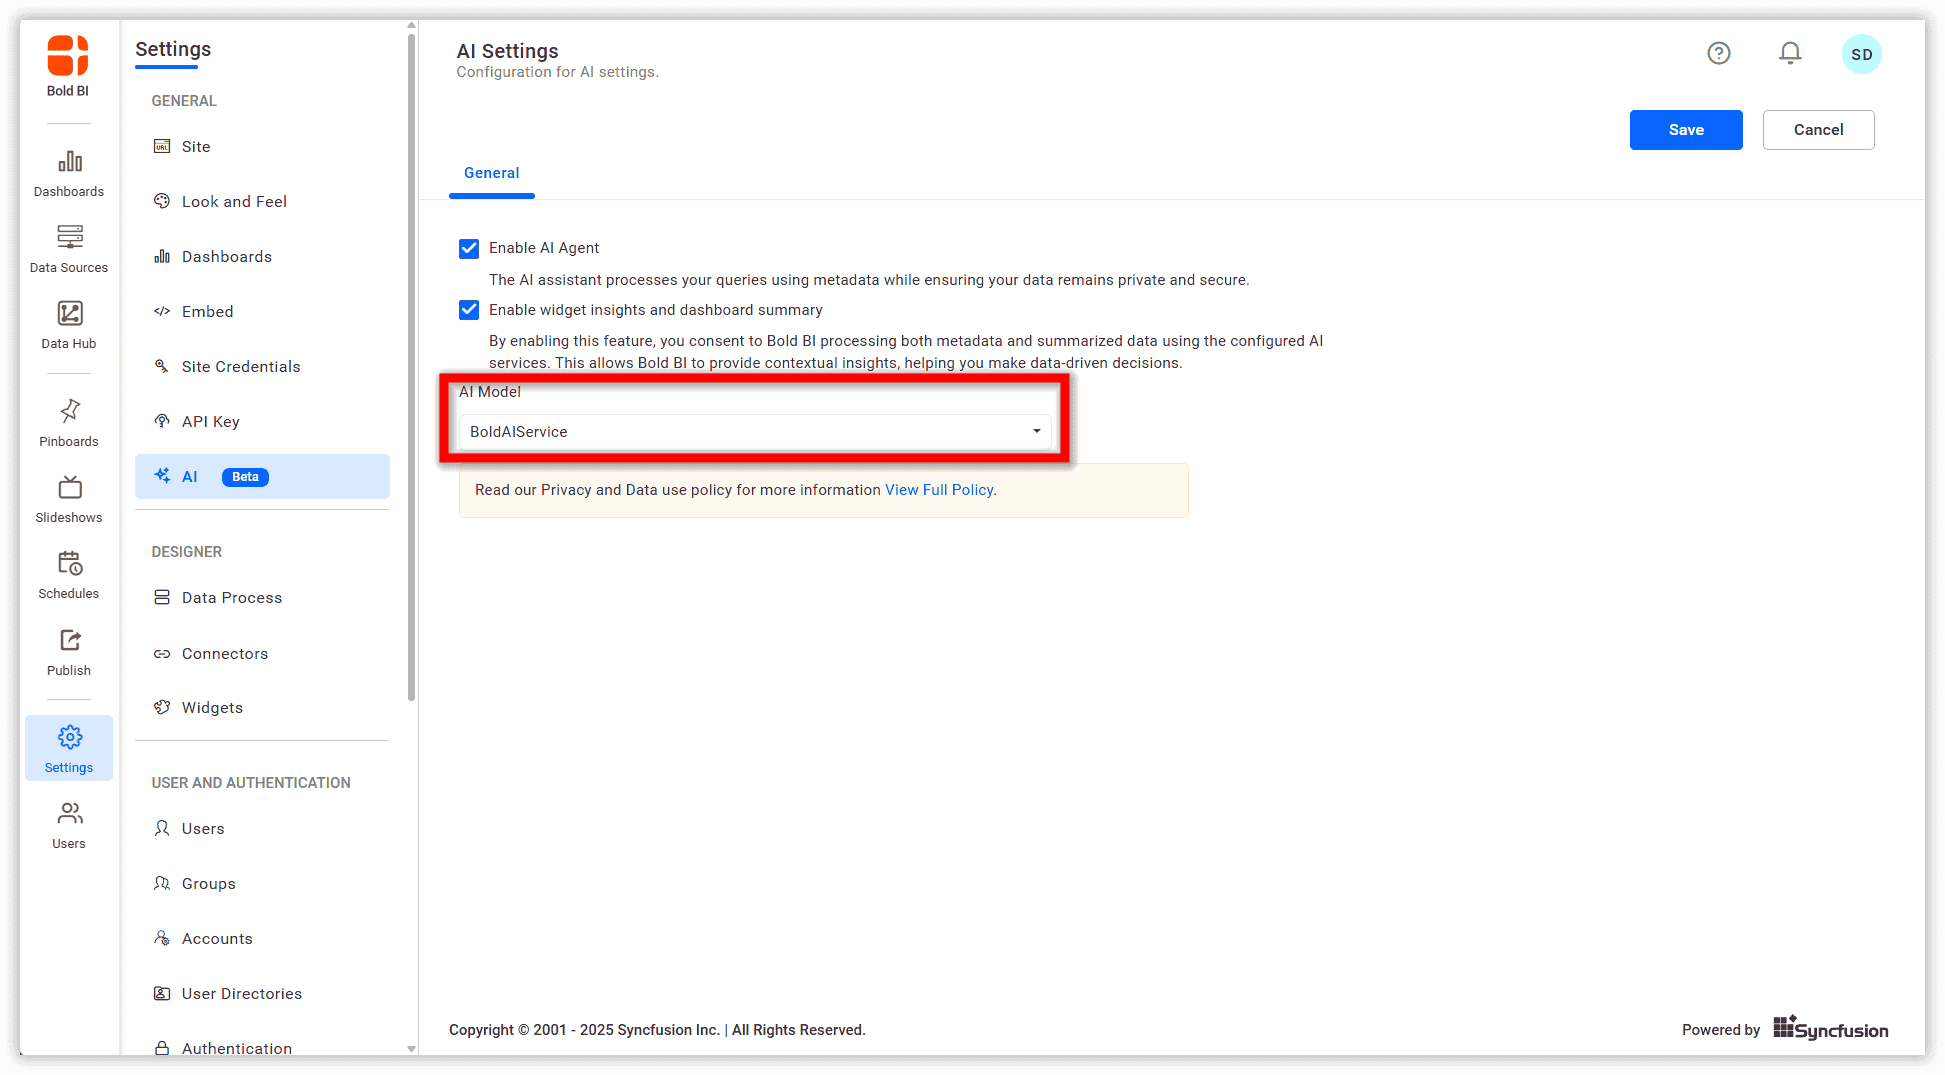 Bold BI
Dashboards
Data Sources
Data Hub
Pinboards
Slideshows
Schedules
Publish
Settings
Users
Settings
GENERAL
URL
Site
Look and Feel
Dashboards
Embed
Site Credentials
API Key
AI Beta
DESIGNER
Data Process
Connectors
Widgets
USER AND AUTHENTICATION
Users
Groups
Accounts
User Directories
Authentication
AI Settings
Configuration for AI settings.
SD
Save Cancel
General
Enable AI Agent
The AI assistant processes your queries using metadata while ensuring your data remains private and secure.
Enable widget insights and dashboard summary
By enabling this feature, you consent to Bold BI processing both metadata and summarized data using the configured AI
services. This allows Bold BI to provide contextual insights, helping you make data-driven decisions.
AI Model
BoldAIService
Read our Privacy and Data use policy for more information View Full Policy.
Copyright © 2001 - 2025 Syncfusion Inc. | All Rights Reserved.
Powered by Syncfusion